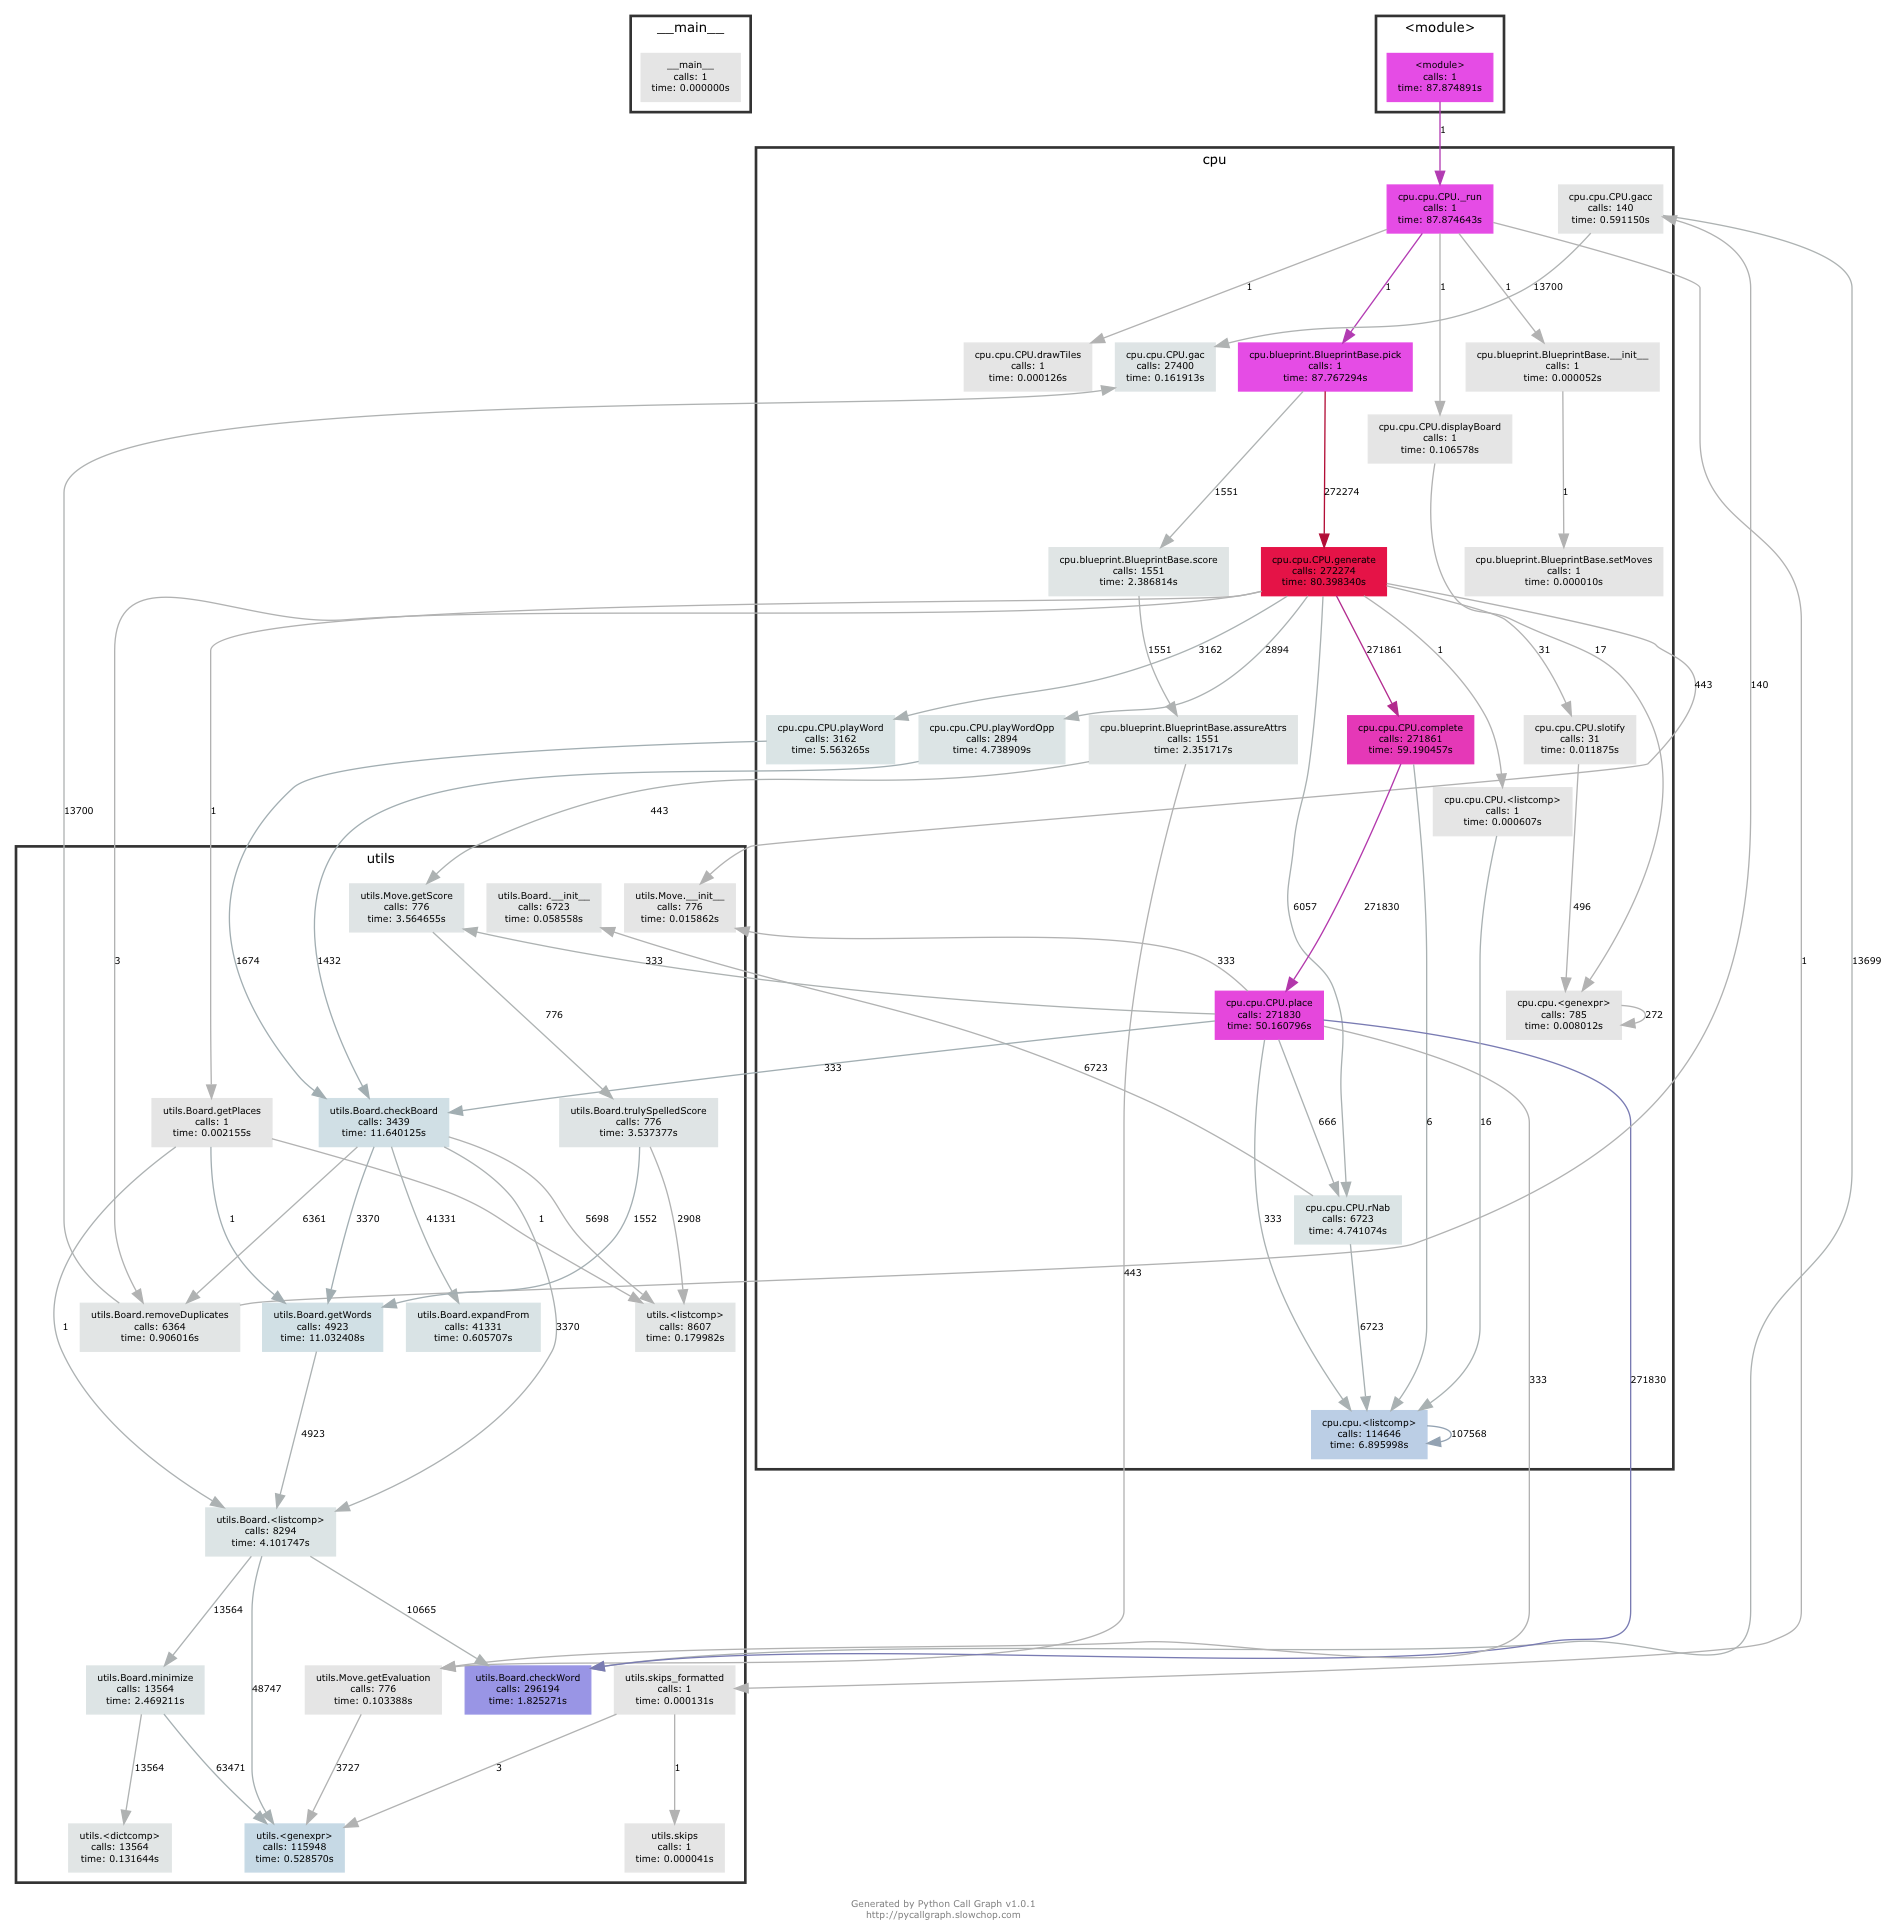 __main__
<module>
__main__
calls: 1
time: 0.000000s
<module>
calls: 1
time: 87.874891s
1
cpu
cpu.cpu.CPU._run
calls: 1
time: 87.874643s
cpu.cpu.CPU.gacc
calls: 140
time: 0.591150s
1
1
1
1
13700
cpu.cpu.CPU.drawTiles
calls: 1
time: 0.000126s
cpu.cpu.CPU.gac
calls: 27400
time: 0.161913s
cpu.blueprint.BlueprintBase.pick
calls: 1
time: 87.767294s
cpu.blueprint.BlueprintBase.__init__
calls: 1
time: 0.000052s
cpu.cpu.CPU.displayBoard
calls: 1
time: 0.106578s
1551
272274
1
cpu.blueprint.BlueprintBase.score
calls: 1551
time: 2.386814s
cpu.cpu.CPU.generate
calls: 272274
time: 80.398340s
cpu.blueprint.BlueprintBase.setMoves
calls: 1
time: 0.000010s
1551
3162
2894
271861
1
31
17
443
140
cpu.cpu.CPU.playWord
calls: 3162
time: 5.563265s
cpu.cpu.CPU.playWordOpp
calls: 2894
time: 4.738909s
cpu.blueprint.BlueprintBase.assureAttrs
calls: 1551
time: 2.351717s
cpu.cpu.CPU.complete
calls: 271861
time: 59.190457s
cpu.cpu.CPU.slotify
calls: 31
time: 0.011875s
13700
1
443
cpu.cpu.CPU.<listcomp>
calls: 1
time: 0.000607s
utils
utils.Move.getScore
calls: 776
time: 3.564655s
utils.Board.__init__
calls: 6723
time: 0.058558s
utils.Move.__init__
calls: 776
time: 0.015862s
6057
271830
496
3
1674
1432
333
333
1
13699
cpu.cpu.CPU.place
calls: 271830
time: 50.160796s
cpu.cpu.<genexpr>
calls: 785
time: 0.008012s
272
776
333
6723
utils.Board.getPlaces
calls: 1
time: 0.002155s
utils.Board.checkBoard
calls: 3439
time: 11.640125s
utils.Board.trulySpelledScore
calls: 776
time: 3.537377s
666
6
16
1
6361
3370
41331
1
5698
1552
2908
333
cpu.cpu.CPU.rNab
calls: 6723
time: 4.741074s
443
utils.Board.removeDuplicates
calls: 6364
time: 0.906016s
utils.Board.getWords
calls: 4923
time: 11.032408s
utils.Board.expandFrom
calls: 41331
time: 0.605707s
utils.<listcomp>
calls: 8607
time: 0.179982s
1
3370
6723
333
271830
4923
cpu.cpu.<listcomp>
calls: 114646
time: 6.895998s
107568
utils.Board.<listcomp>
calls: 8294
time: 4.101747s
13564
10665
utils.Board.minimize
calls: 13564
time: 2.469211s
48747
utils.Move.getEvaluation
calls: 776
time: 0.103388s
utils.Board.checkWord
calls: 296194
time: 1.825271s
utils.skips_formatted
calls: 1
time: 0.000131s
13564
63471
3727
3
1
utils.<dictcomp>
calls: 13564
time: 0.131644s
utils.<genexpr>
calls: 115948
time: 0.528570s
utils.skips
calls: 1
time: 0.000041s
Generated by Python Call Graph v1.0.1
http://pycallgraph.slowchop.com